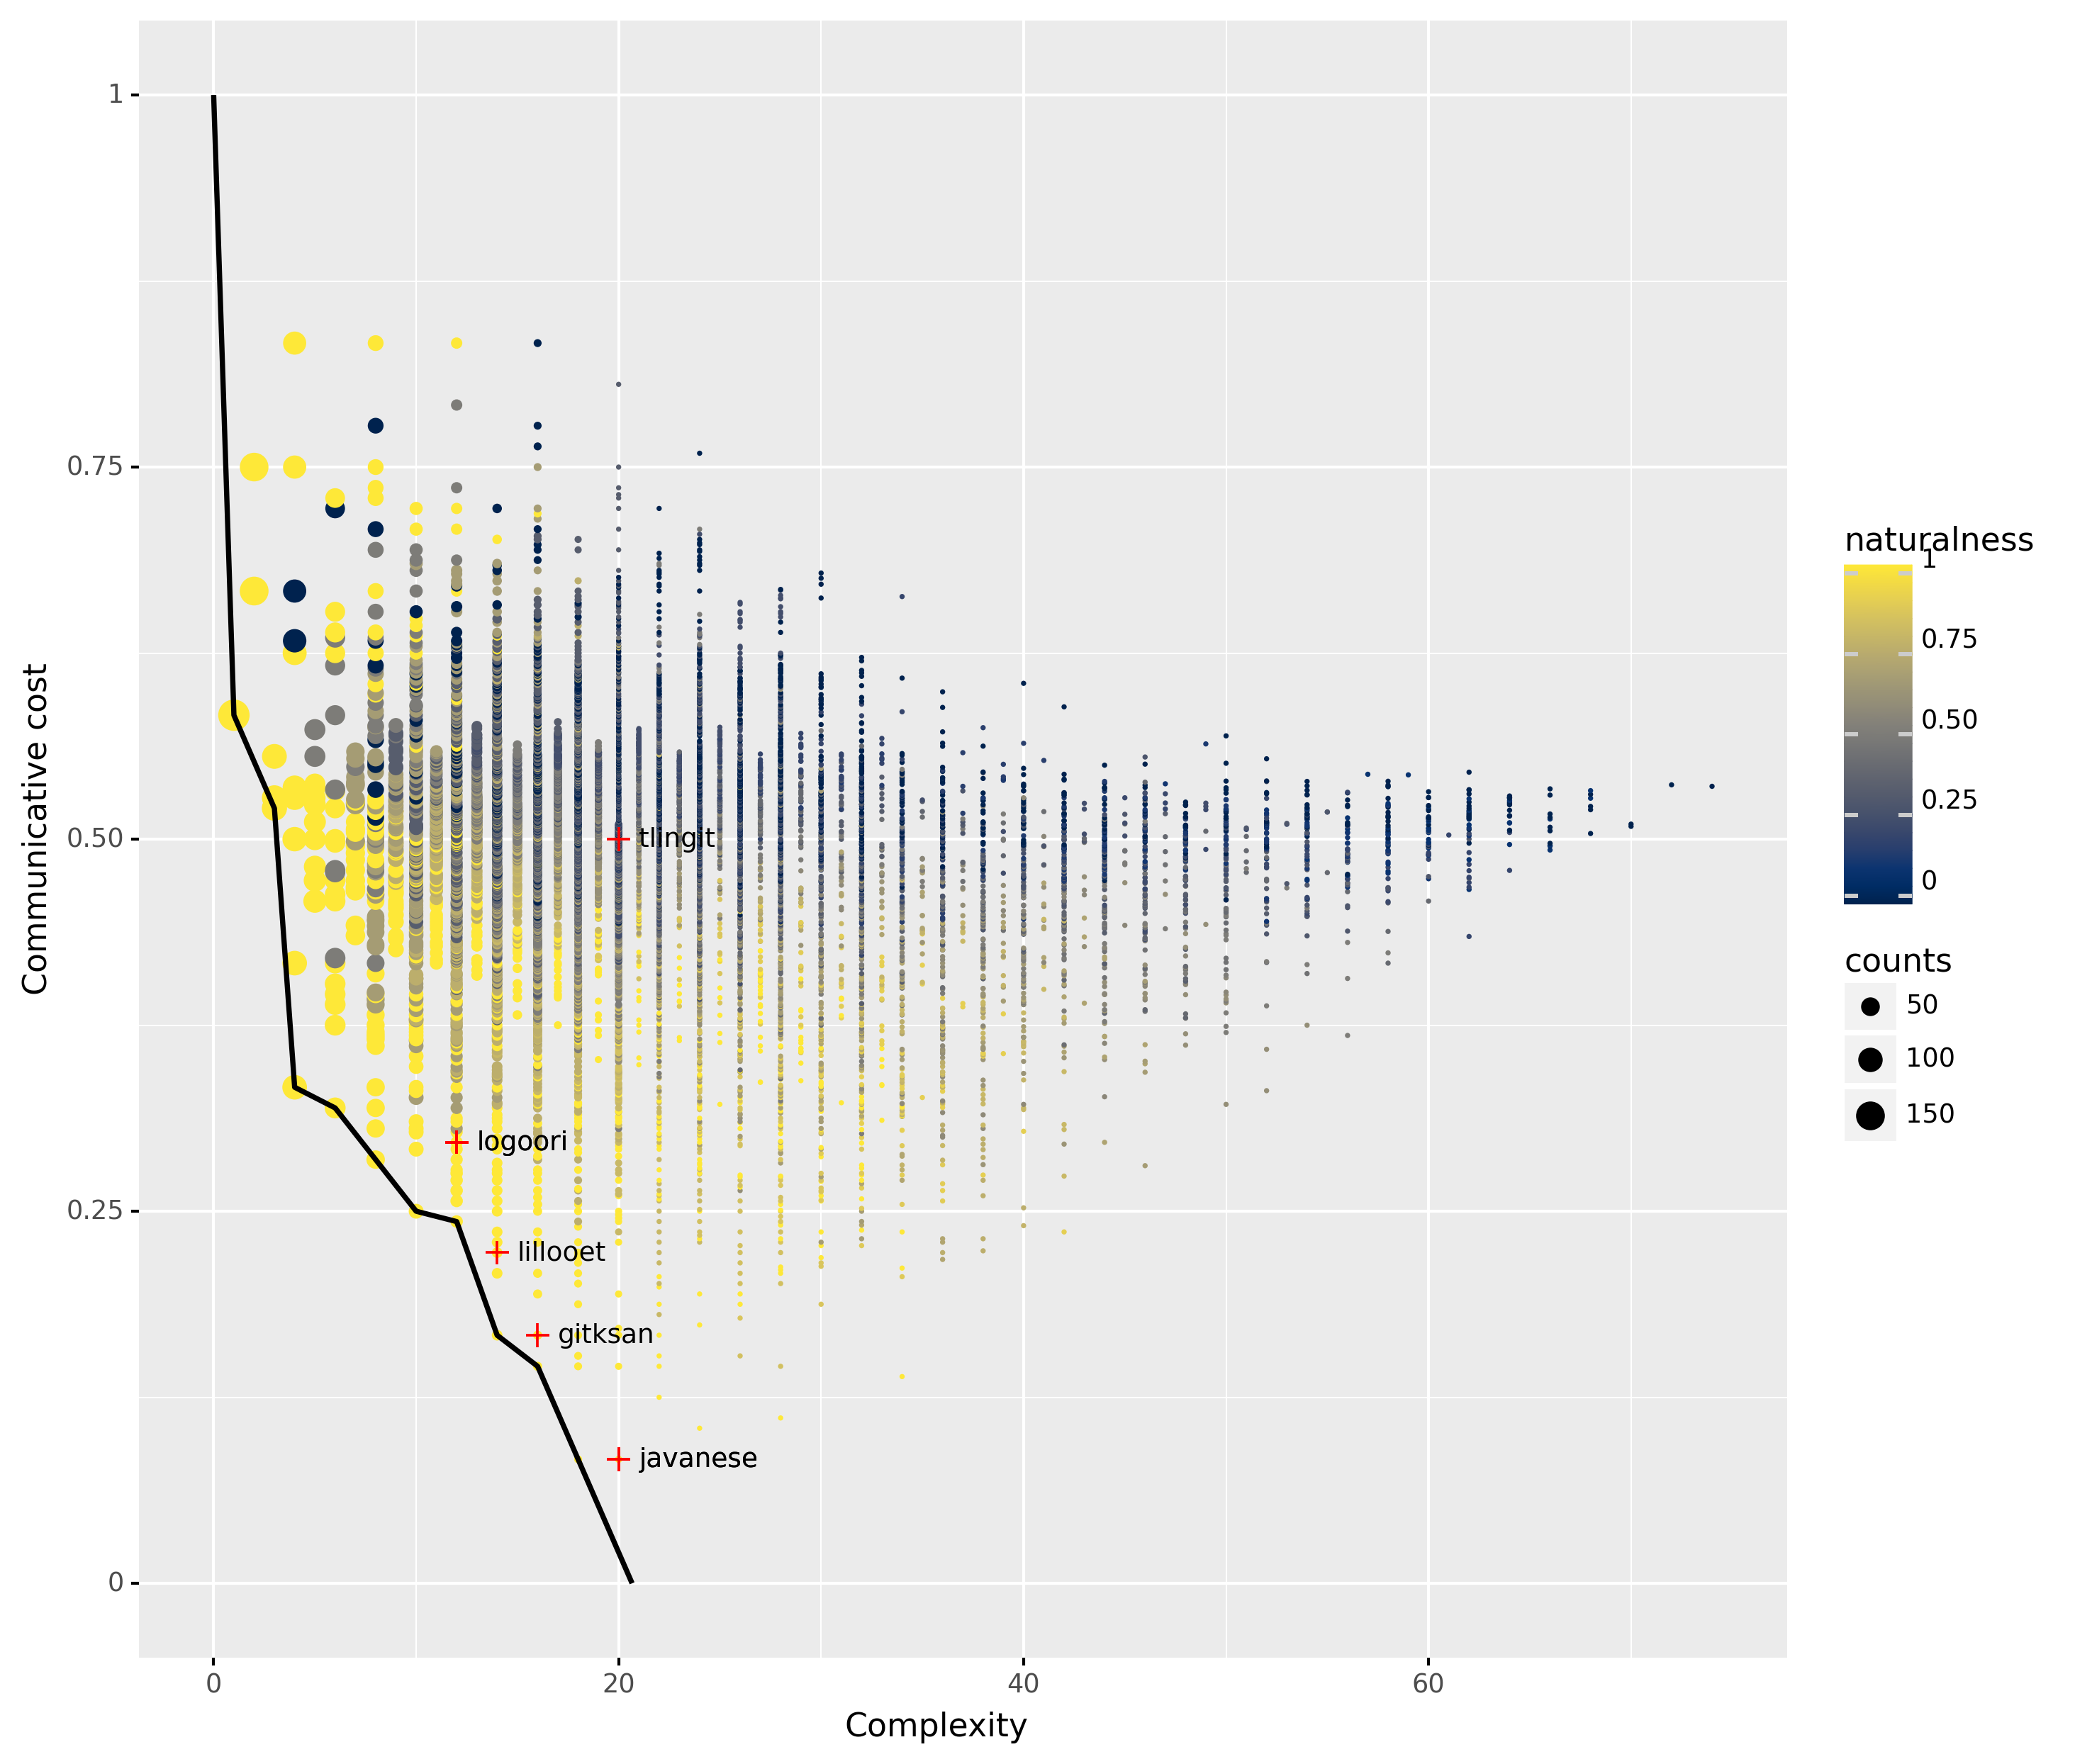 1
0.75
0.50
0.25
0
Communicative cost
0
20
40
60
Complexity
tlingit
logoori
lillooet
gitksan
javanese
naturalness
1
0.75
0.50
0.25
0
counts
50
100
150